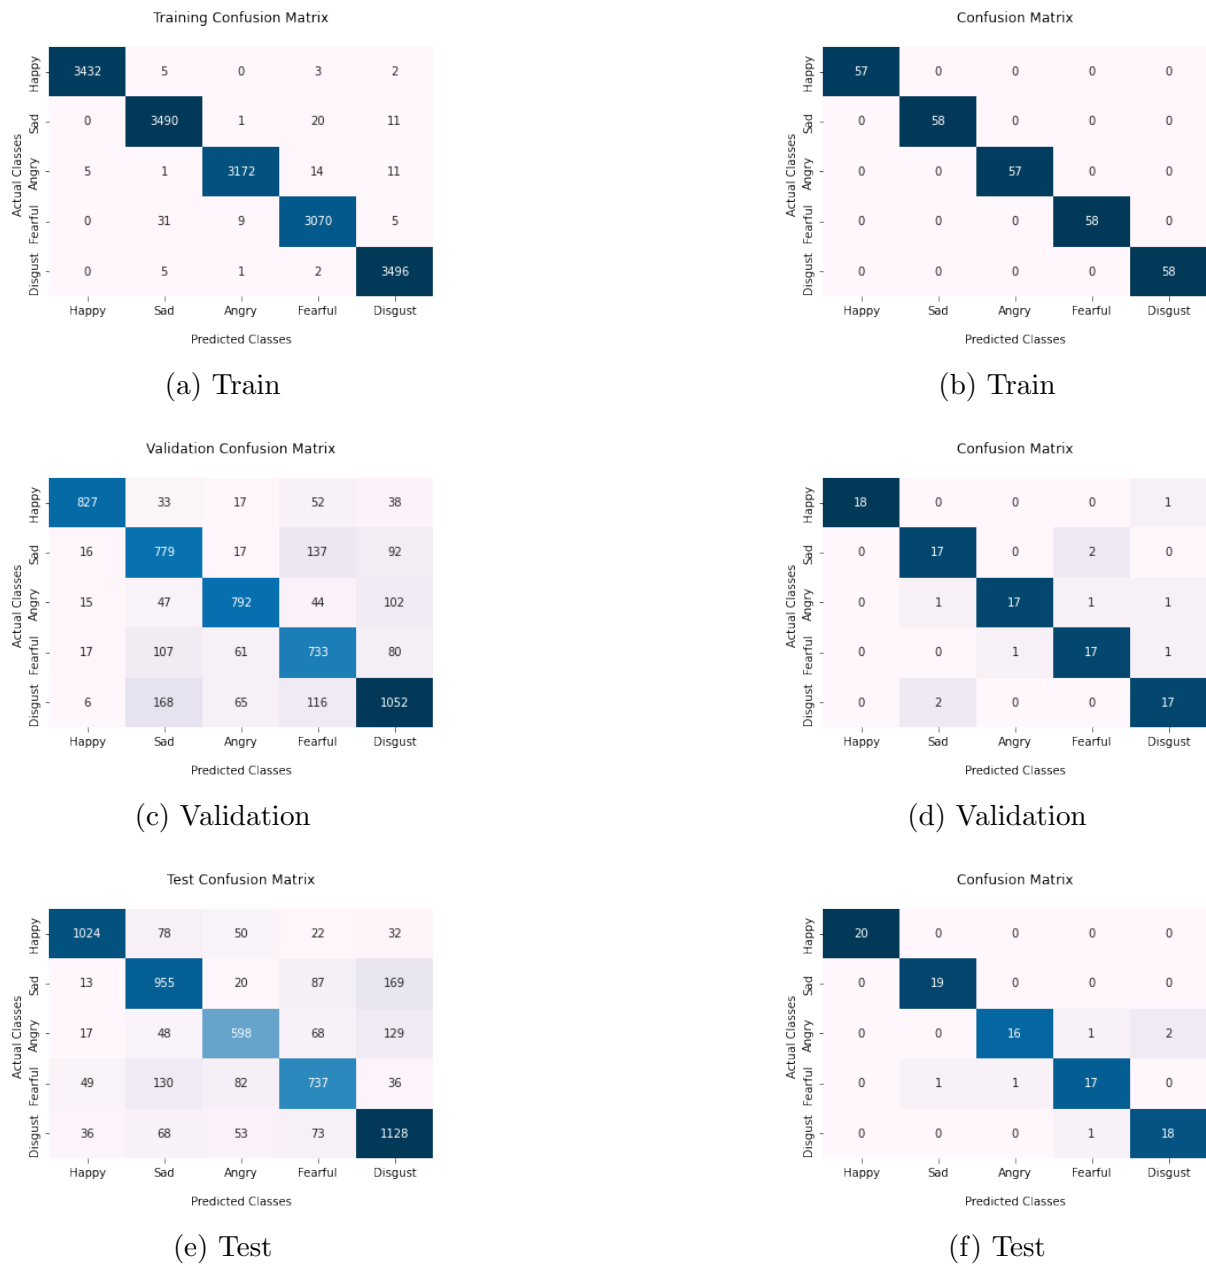 Training Confusion Matrix
Actual Classes
Happy 3432 5 0 3 2
Sad 0 3490 1 20 11
Angry 5 1 3172 14 11
Fearful 0 31 9 3070 5
Disgust 0 5 1 2 3496
Happy Sad Angry Fearful Disgust
Predicted Classes
(a) Train
Confusion Matrix
Actual Classes
Happy 57 0 0 0 0
Sad 0 58 0 0 0
Angry 0 0 57 0 0
Fearful 0 0 0 58 0
Disgust 0 0 0 0 58
Happy Sad Angry Fearful Disgust
Predicted Classes
(b) Train
Validation Confusion Matrix
Actual Classes
Happy 827 33 17 52 38
Sad 16 779 17 137 92
Angry 15 47 792 44 102
Fearful 17 107 61 733 80
Disgust 6 168 65 116 1052
Happy Sad Angry Fearful Disgust
Predicted Classes
(c) Validation
Confusion Matrix
Actual Classes
Happy 18 0 0 0 1
Sad 0 17 0 2 0
Angry 0 1 17 1 1
Fearful 0 0 1 17 1
Disgust 0 2 0 0 17
Happy Sad Angry Fearful Disgust
Predicted Classes
(d) Validation
Test Confusion Matrix
Actual Classes
Happy 1024 78 50 22 32
Sad 13 955 20 87 169
Angry 17 48 598 68 129
Fearful 49 130 82 737 36
Disgust 36 68 53 73 1128
Happy Sad Angry Fearful Disgust
Predicted Classes
(e) Test
Confusion Matrix
Actual Classes
Happy 20 0 0 0 0
Sad 0 19 0 0 0
Angry 0 0 16 1 2
Fearful 0 1 1 17 0
Disgust 0 0 0 1 18
Happy Sad Angry Fearful Disgust
Predicted Classes
(f) Test